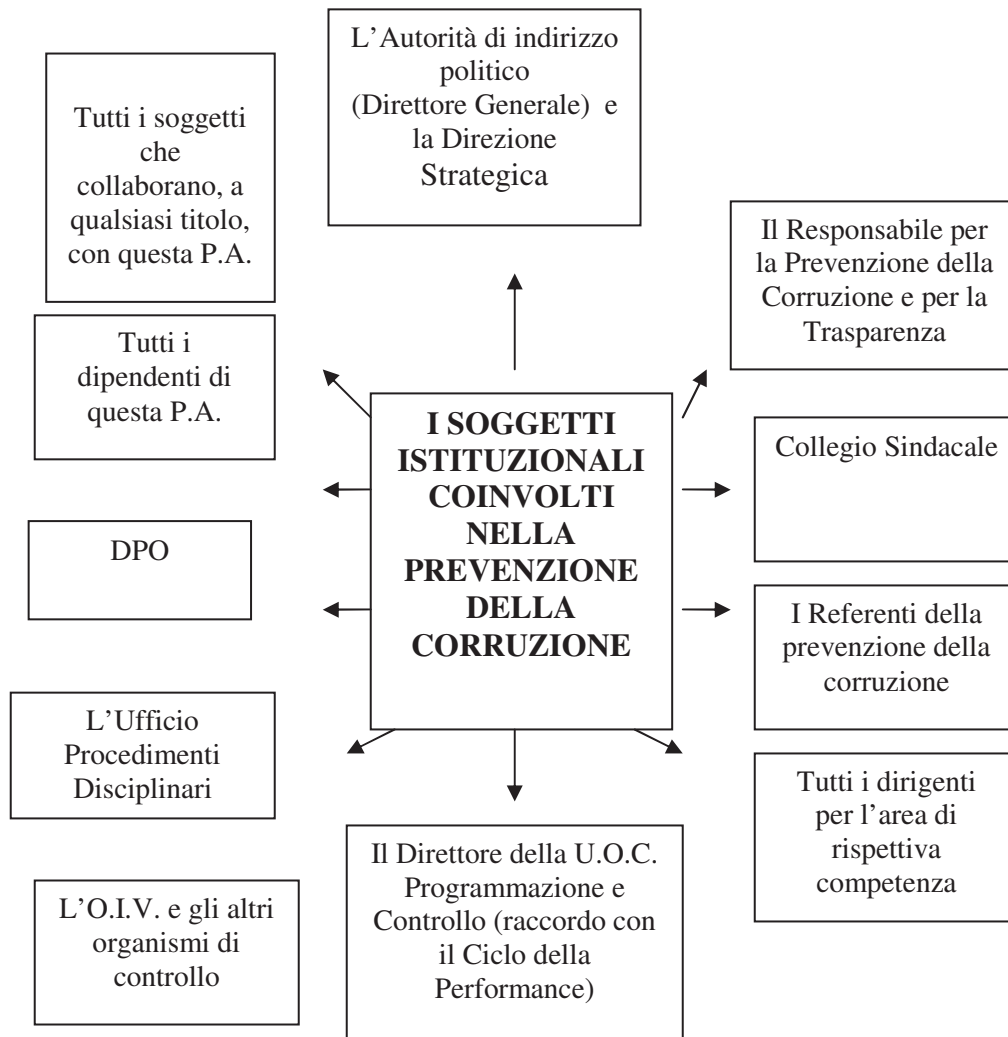 L'Autorità di indirizzo
politico
(Direttore Generale) e
la Direzione
Strategica
Tutti i soggetti
che
collaborano, a
qualsiasi titolo,
con questa P.A.
Il Responsabile per
la Prevenzione della
Corruzione e per la
Trasparenza
Tutti i
dipendenti di
questa P.A.
I SOGGETTI
ISTITUZIONALI
COINVOLTI
NELLA
PREVENZIONE
DELLA
CORRUZIONE
Collegio Sindacale
DPO
I Referenti della
prevenzione della
corruzione
L'Ufficio
Procedimenti
Disciplinari
Tutti i dirigenti
per l'area di
rispettiva
competenza
Il Direttore della U.O.C.
Programmazione e
Controllo (raccordo con
il Ciclo della
Performance)
L'O.I.V. e gli altri
organismi di
controllo